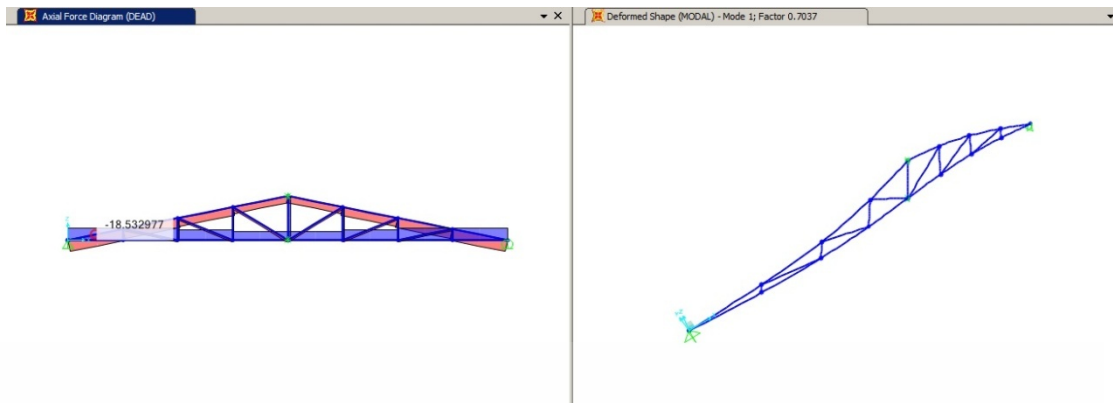 Axial Force Diagram (DEAD)
Deformed Shape (MODAL) - Mode 1; Factor 0.7037
-18.532977